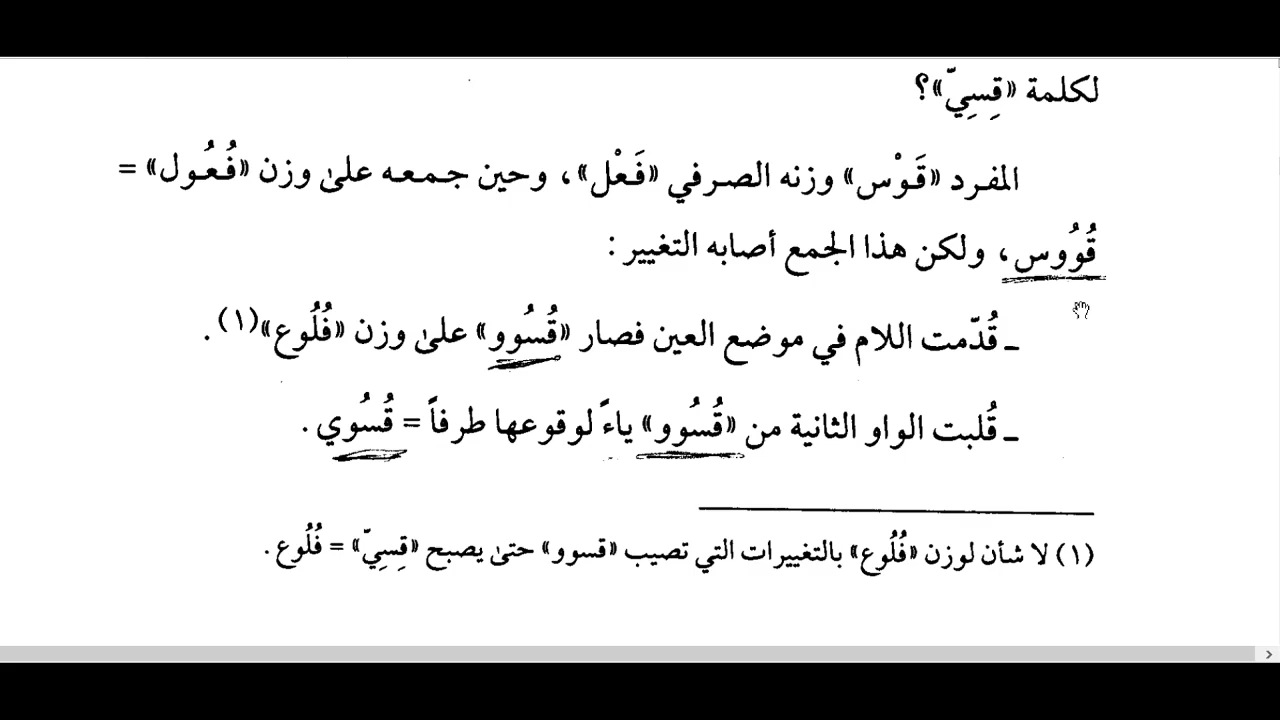 لكلمة «قِسِيّ»؟
المفرد «قَوْس» وزنه الصرفي «فَعْل»، وحين جمعه علىٰ وزن «فُعُول» =
قُوُوس، ولكن هذا الجمع أصابه التغيير:
ـ قُدّمت اللام في موضع العين فصار «قُسُوو» علىٰ وزن «فُلُوع»(١).
ـ قُلبت الواو الثانية من «قُسُوو» ياءً لوقوعها طرفاً = قُسُوي.
(١) لا شأن لوزن «فُلُوع» بالتغييرات التي تصيب «قسوو» حتىٰ يصبح «قِسِيّ» = فُلُوع.